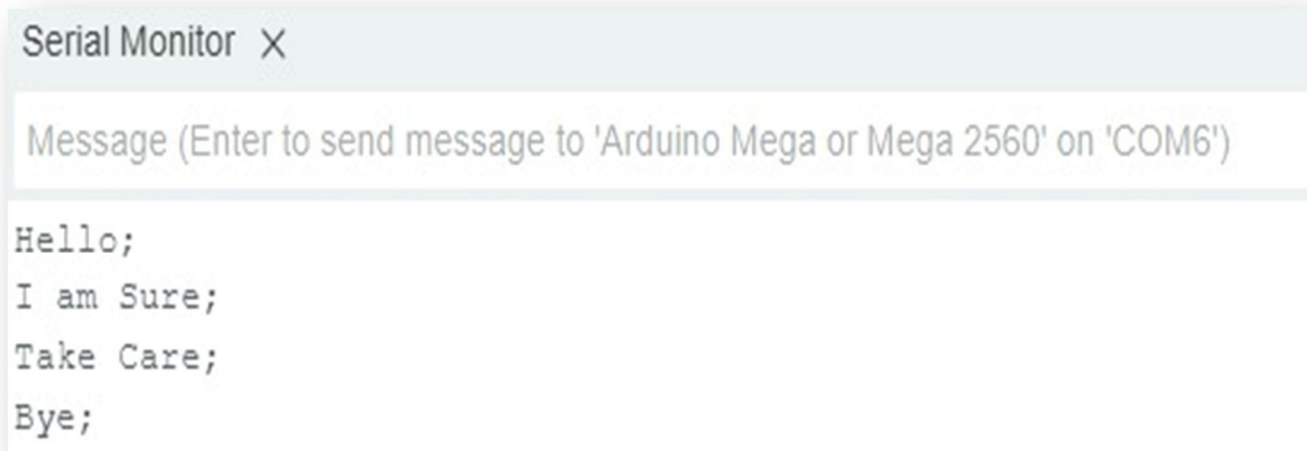 Serial Monitor X
Message (Enter to send message to 'Arduino Mega or Mega 2560' on 'COM6')
Hello;
I am Sure;
Take Care;
Bye;